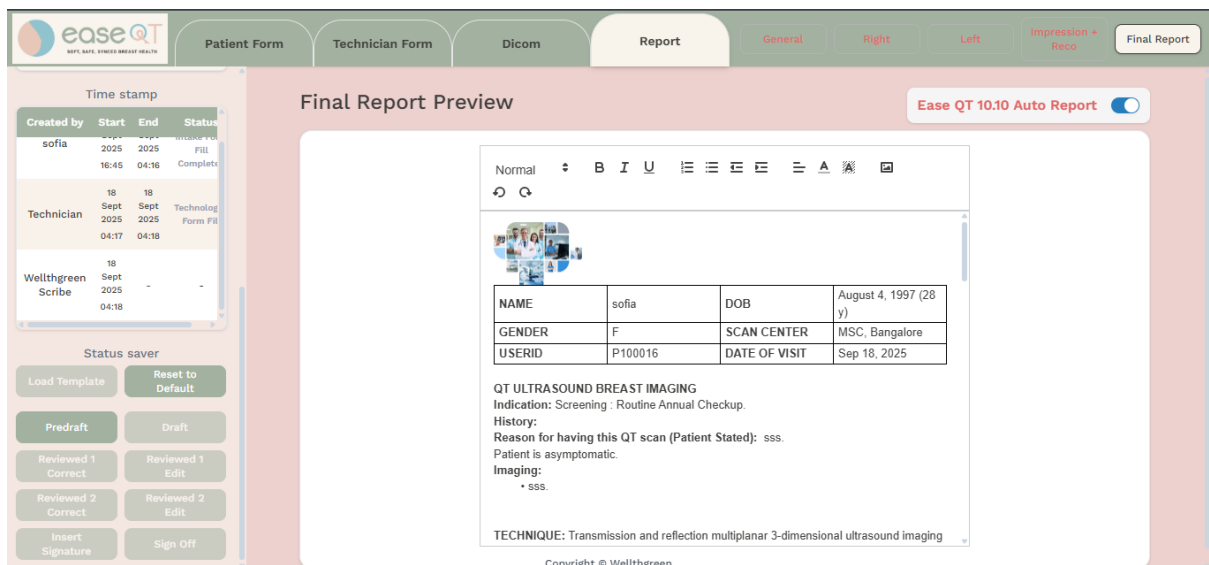 ease QT
SOFT, SAFE, SYNCED BREAST HEALTH
Patient Form
Technician Form
Dicom
Report
General
Right
Left
Impression +
Reco
Final Report
Time stamp
Created by Start End Status
sofia
Sept Sept
2025 2025 Fill
16:45 04:16 Complete
18 18
Technician Sept Sept Technolog
2025 2025 Form Fil
04:17 04:18
18
Wellthgreen Sept
Scribe 2025 - -
04:18
Status saver
Load Template
Reset to
Default
Predraft
Draft
Reviewed 1
Correct
Reviewed 1
Edit
Reviewed 2
Correct
Reviewed 2
Edit
Insert
Signature
Sign Off
Final Report Preview
Ease QT 10.10 Auto Report
Normal B I U A A
NAME sofia DOB August 4, 1997 (28
y)
GENDER F SCAN CENTER MSC, Bangalore
USERID P100016 DATE OF VISIT Sep 18, 2025
QT ULTRASOUND BREAST IMAGING
Indication: Screening : Routine Annual Checkup.
History:
Reason for having this QT scan (Patient Stated): sss.
Patient is asymptomatic.
Imaging:
• sss.
TECHNIQUE: Transmission and reflection multiplanar 3-dimensional ultrasound imaging
Copyright © Wellthgreen